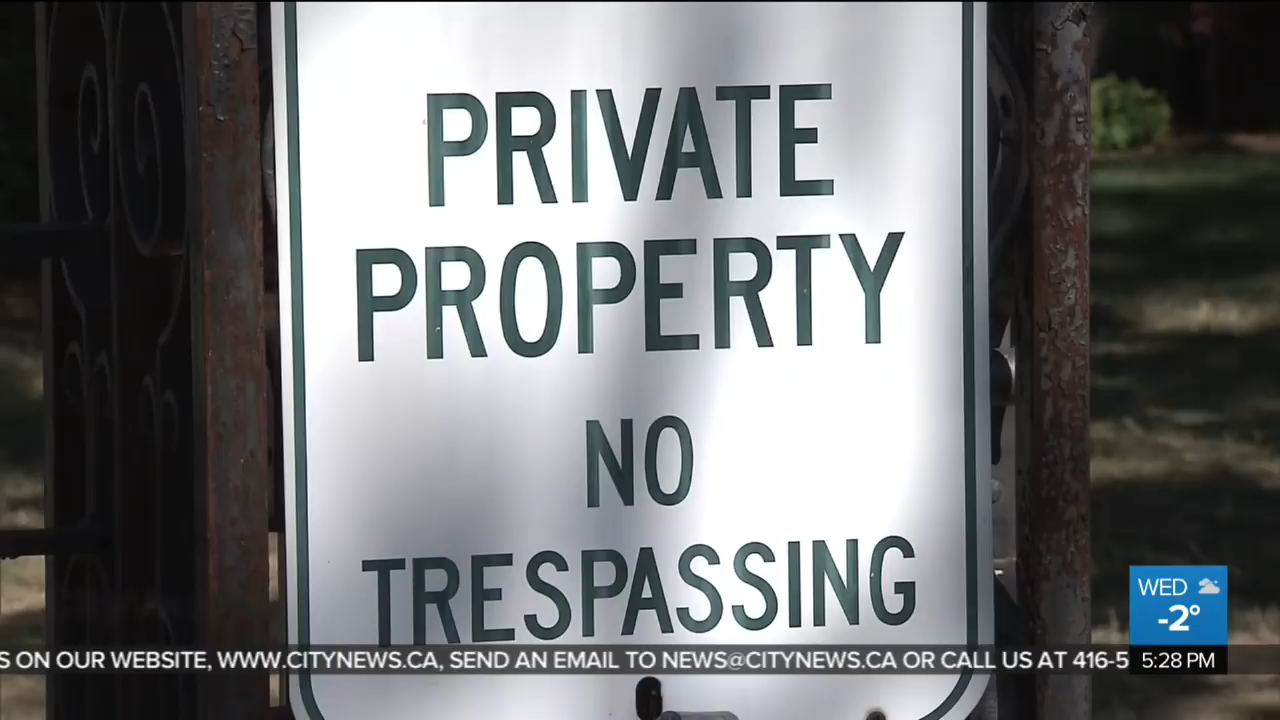 PRIVATE
PROPERTY
NO
TRESPASSING
WED
-2°
S ON OUR WEBSITE, WWW.CITYNEWS.CA, SEND AN EMAIL TO NEWS@CITYNEWS.CA OR CALL US AT 416-5
5:28 PM